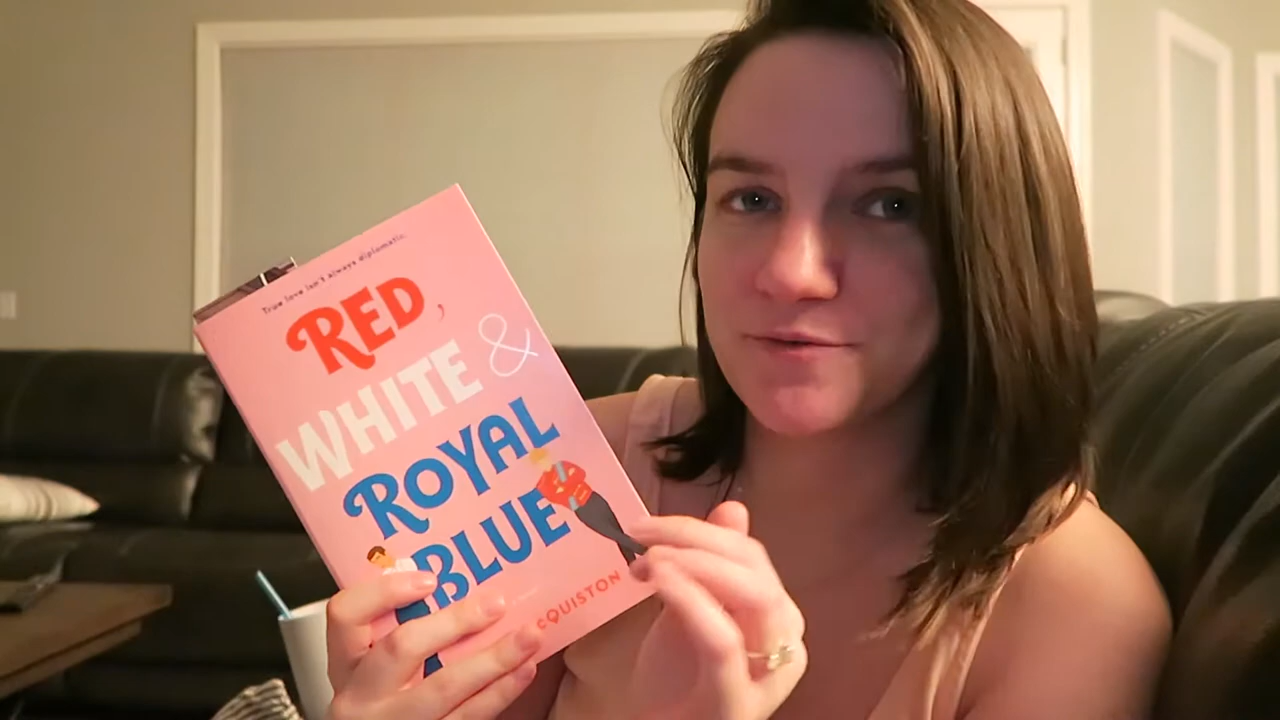 True love isn't always diplomatic.
RED,
WHITE &
ROYAL
BLUE
cQUISTON